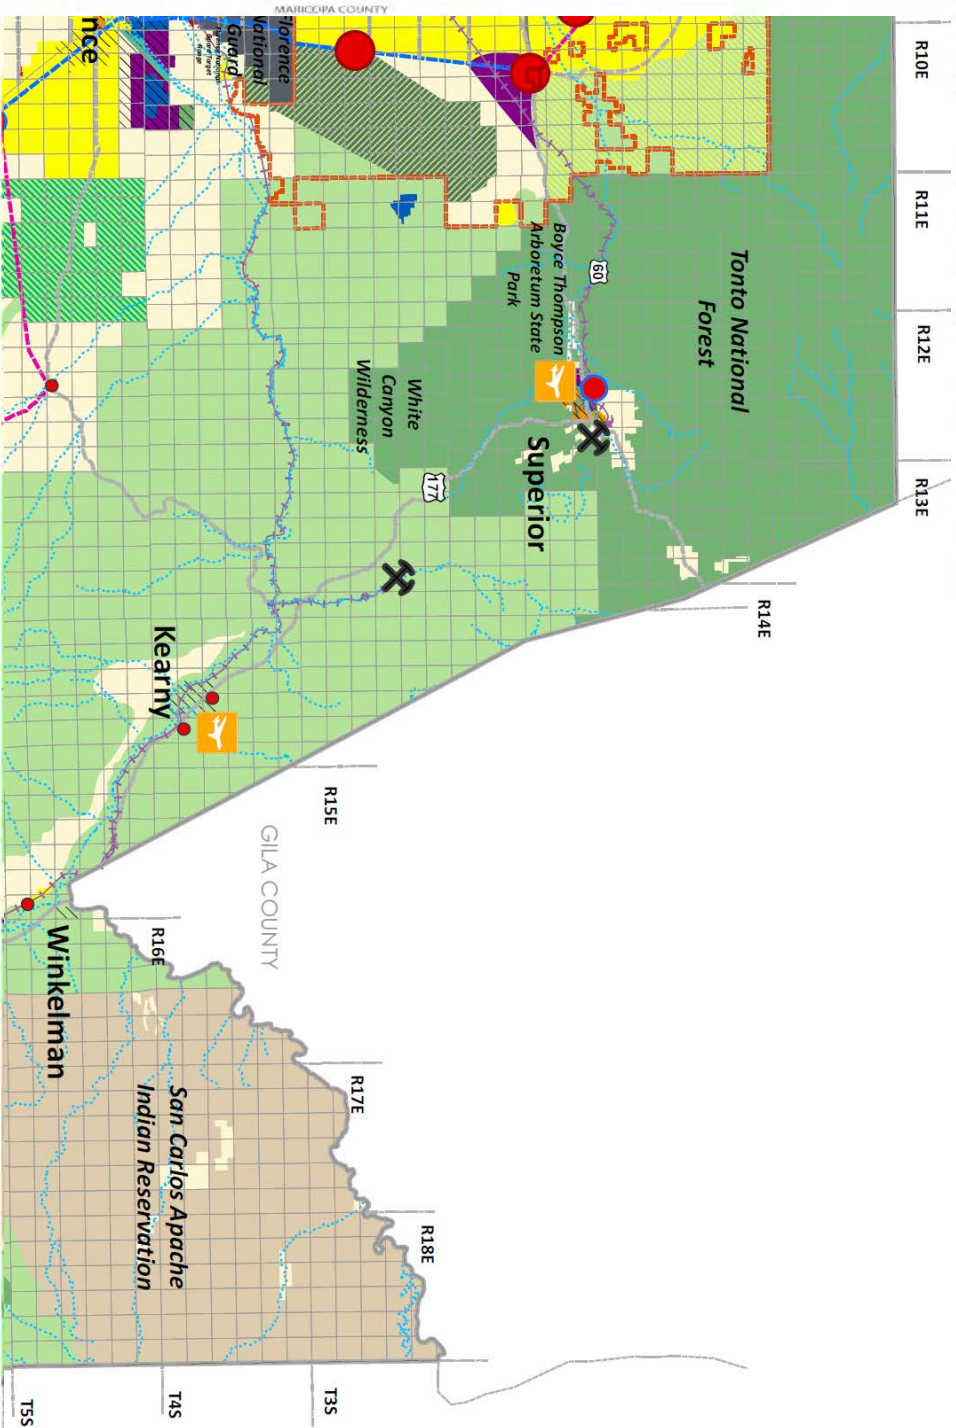 MARICOPA COUNTY
R10E
R11E
R12E
R13E
R14E
R15E
R16E
R17E
R18E
T3S
T4S
T5S
Tonto National
Forest
60
Boyce Thompson
Arboretum State
Park
Superior
White
Canyon
Wilderness
177
Florence
National
Guard
nce
Kearny
GILA COUNTY
Winkelman
San Carlos Apache
Indian Reservation